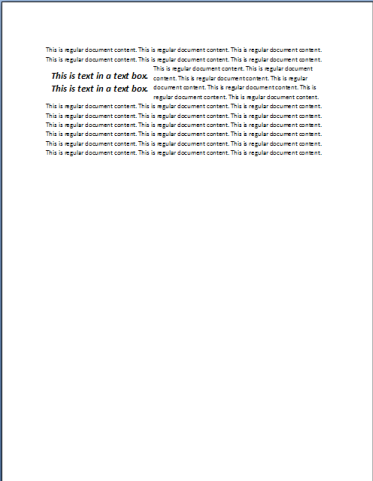 This is regular document content. This is regular document content. This is regular document content.
This is regular document content. This is regular document content. This is regular document content.
This is regular document content. This is regular document
content. This is regular document content. This is regular
document content. This is regular document content. This is
regular document content. This is regular document content.
This is text in a text box.
This is text in a text box.
This is regular document content. This is regular document content. This is regular document content.
This is regular document content. This is regular document content. This is regular document content.
This is regular document content. This is regular document content. This is regular document content.
This is regular document content. This is regular document content. This is regular document content.
This is regular document content. This is regular document content. This is regular document content.
This is regular document content. This is regular document content. This is regular document content.